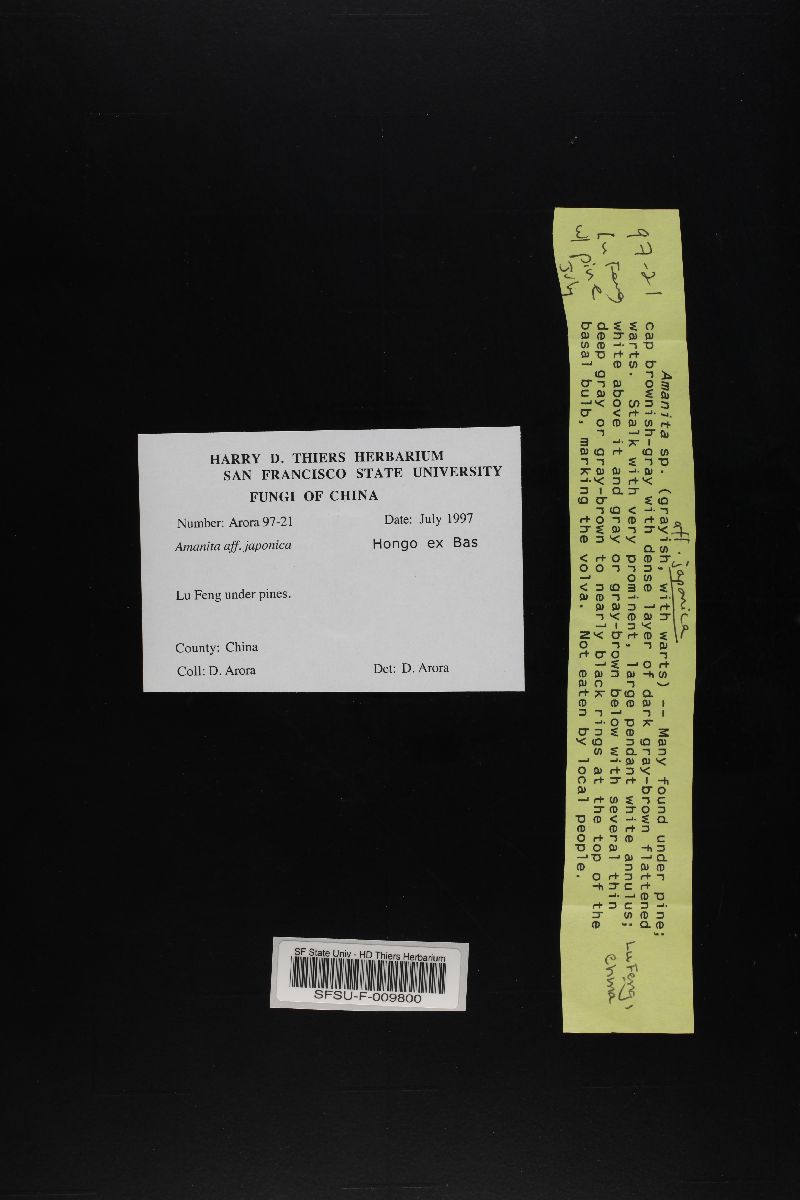 HARRY D. THIERS HERBARIUM
SAN FRANCISCO STATE UNIVERSITY
FUNGI OF CHINA
Number: Arora 97-21 Date: July 1997
Amanita aff. japonica Hongo ex Bas
Lu Feng under pines.
County: China
Coll: D. Arora Det: D. Arora
SF State Univ - HD Thiers Herbarium
SFSU-F-009800
97-21
Lu Feng
w/ pine
July
aff. japonica
Amanita sp. (grayish, with warts) -- Many found under pine;
cap brownish-gray with dense layer of dark gray-brown flattened
warts. Stalk with very prominent, large pendant white annulus;
white above it and gray or gray-brown below with several thin
deep gray or gray-brown to nearly black rings at the top of the
basal bulb, marking the volva. Not eaten by local people.
Lu Feng,
China